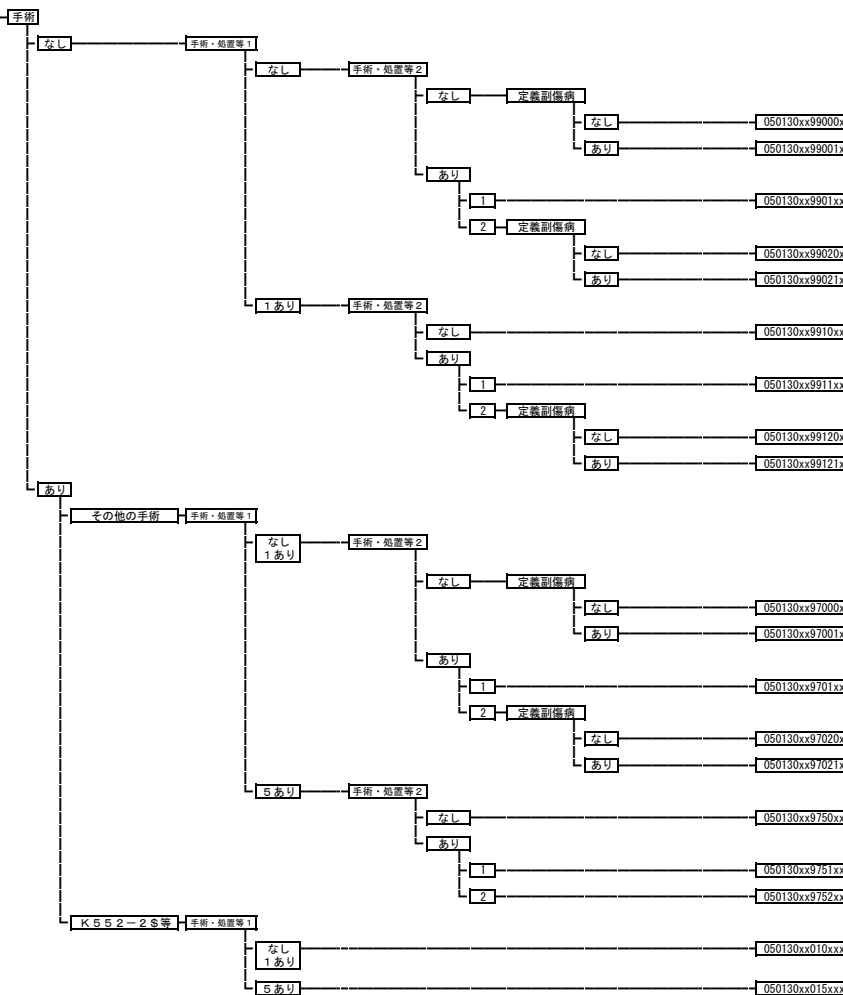 手術
なし
手術・処置等１
なし
手術・処置等２
なし
定義副傷病
なし
050130xx99000x
あり
050130xx99001x
あり
1
050130xx9901xx
2
定義副傷病
なし
050130xx99020x
あり
050130xx99021x
１あり
手術・処置等２
なし
050130xx9910xx
あり
1
050130xx9911xx
2
定義副傷病
なし
050130xx99120x
あり
050130xx99121x
あり
その他の手術
手術・処置等１
なし
１あり
手術・処置等２
なし
定義副傷病
なし
050130xx97000x
あり
050130xx97001x
あり
1
050130xx9701xx
2
定義副傷病
なし
050130xx97020x
あり
050130xx97021x
５あり
手術・処置等２
なし
050130xx9750xx
あり
1
050130xx9751xx
2
050130xx9752xx
Ｋ５５２－２＄等
手術・処置等１
なし
１あり
050130xx010xxx
５あり
050130xx015xxx